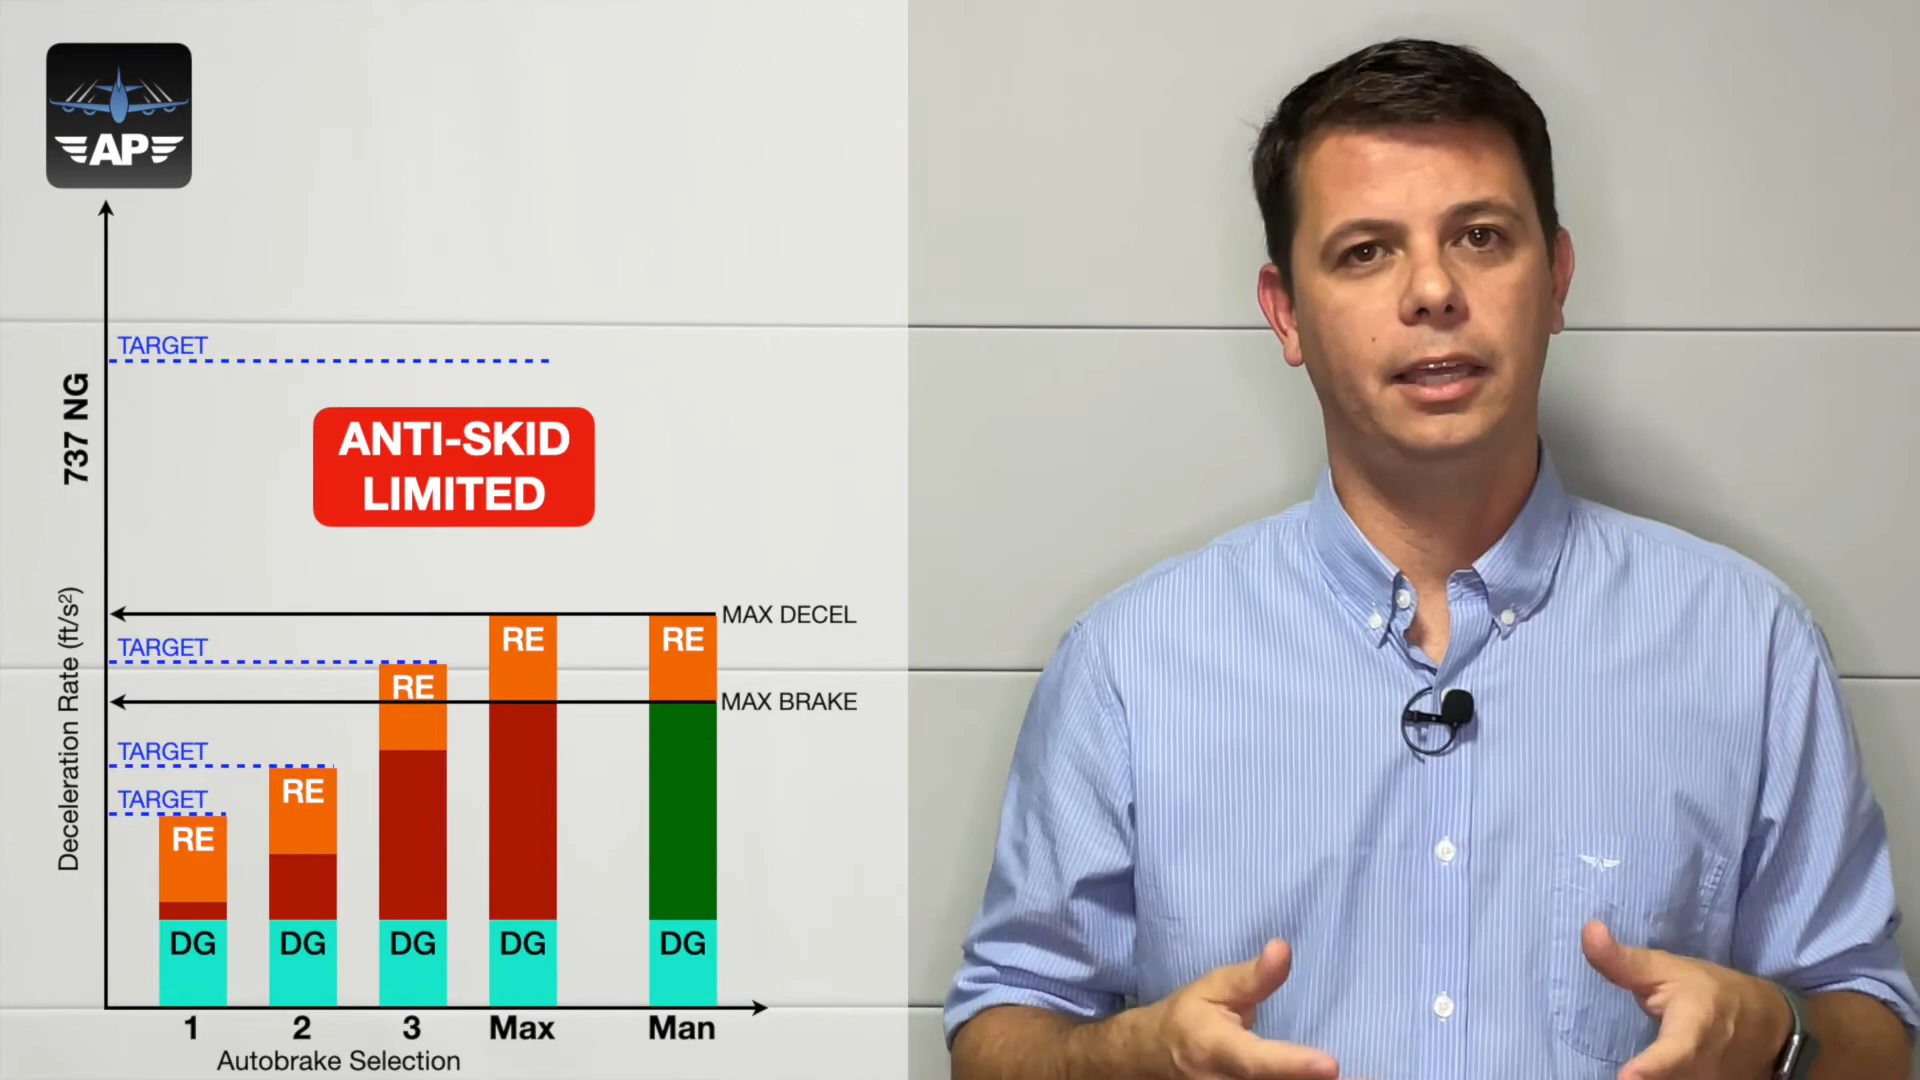 AP
737 NG
Deceleration Rate (ft/s²)
TARGET
ANTI-SKID
LIMITED
MAX DECEL
TARGET
MAX BRAKE
TARGET
TARGET
RE
RE
RE
RE
RE
DG
DG
DG
DG
DG
1
2
3
Max
Man
Autobrake Selection